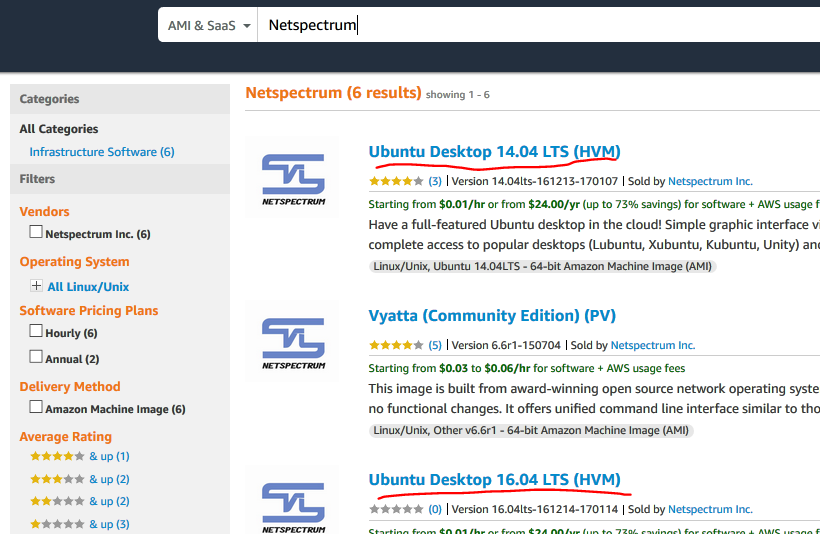 AMI & SaaS Netspectrum
Categories
All Categories
Infrastructure Software (6)
Filters
Vendors
Netspectrum Inc. (6)
Operating System
All Linux/Unix
Software Pricing Plans
Hourly (6)
Annual (2)
Delivery Method
Amazon Machine Image (6)
Average Rating
& up (1)
& up (2)
& up (2)
& up (3)
Netspectrum (6 results) showing 1 - 6
NETSPECTRUM
Ubuntu Desktop 14.04 LTS (HVM)
(3) | Version 14.04lts-161213-170107 | Sold by Netspectrum Inc.
Starting from $0.01/hr or from $24.00/yr (up to 73% savings) for software + AWS usage f
Have a full-featured Ubuntu desktop in the cloud! Simple graphic interface vi
complete access to popular desktops (Lubuntu, Xubuntu, Kubuntu, Unity) and
Linux/Unix, Ubuntu 14.04LTS - 64-bit Amazon Machine Image (AMI)
NETSPECTRUM
Vyatta (Community Edition) (PV)
(5) | Version 6.6r1-150704 | Sold by Netspectrum Inc.
Starting from $0.03 to $0.06/hr for software + AWS usage fees
This image is built from award-winning open source network operating syste
no functional changes. It offers unified command line interface similar to tho
Linux/Unix, Other v6.6r1 - 64-bit Amazon Machine Image (AMI)
NETSPECTRUM
Ubuntu Desktop 16.04 LTS (HVM)
(0) | Version 16.04lts-161214-170114 | Sold by Netspectrum Inc.
Starting from $0.01/hr or from $24.00/yr (up to 73% savings) for software + AWS usage f